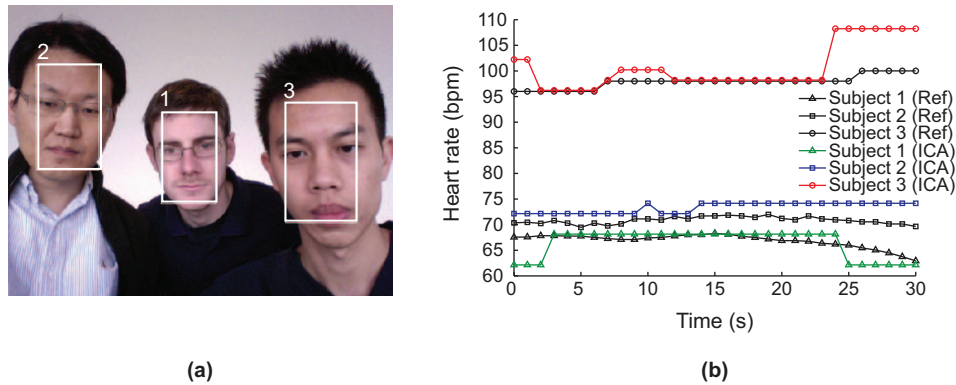 2
1
3
(a)
110
105
100
95
90
85
80
75
70
65
60
Heart rate (bpm)
Subject 1 (Ref)
Subject 2 (Ref)
Subject 3 (Ref)
Subject 1 (ICA)
Subject 2 (ICA)
Subject 3 (ICA)
0 5 10 15 20 25 30
Time (s)
(b)